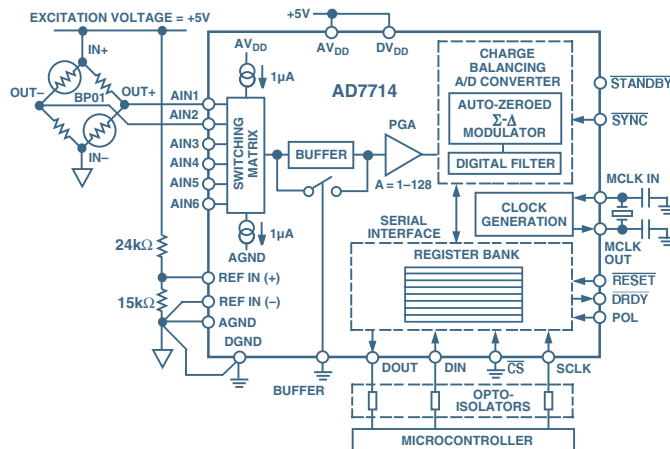 EXCITATION VOLTAGE = +5V
+5V
IN+
OUT–
BP01
OUT+
IN–
AV_DD
1µA
AV_DD
DV_DD
AD7714
CHARGE
BALANCING
A/D CONVERTER
AUTO-ZEROED
Σ-Δ
MODULATOR
DIGITAL FILTER
STANDBY
SYNC
AIN1
AIN2
AIN3
AIN4
AIN5
AIN6
SWITCHING
MATRIX
BUFFER
PGA
A = 1–128
1µA
AGND
CLOCK
GENERATION
MCLK IN
MCLK
OUT
SERIAL
INTERFACE
REGISTER BANK
24kΩ
15kΩ
REF IN (+)
REF IN (–)
AGND
DGND
RESET
DRDY
POL
BUFFER
DOUT
DIN
CS
SCLK
OPTO-
ISOLATORS
MICROCONTROLLER